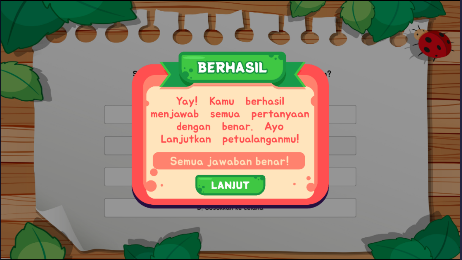 BERHASIL
Yay! Kamu berhasil
menjawab semua pertanyaan
dengan benar. Ayo
Lanjutkan petualanganmu!
Semua jawaban benar!
LANJUT